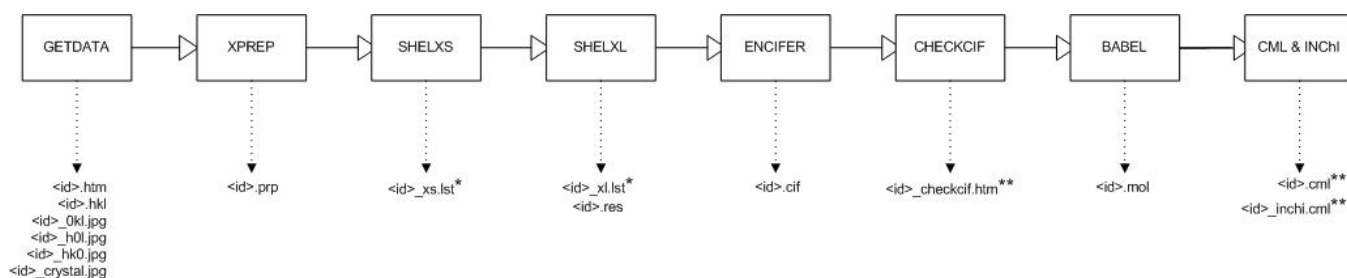 GETDATA
XPREP
SHELXS
SHELXL
ENCIFER
CHECKCIF
BABEL
CML & INChI
<id>.htm
<id>.hkl
<id>_0kl.jpg
<id>_h0l.jpg
<id>_hk0.jpg
<id>_crystal.jpg
<id>.prp
<id>_xs.lst*
<id>_xl.lst*
<id>.res
<id>.cif
<id>_checkcif.htm**
<id>.mol
<id>.cml**
<id>_inchi.cml**